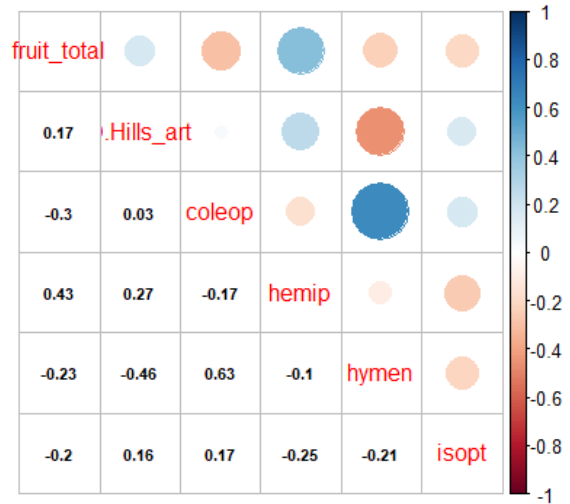 fruit_total
0.17 .Hills_art
-0.3 0.03 coleop
0.43 0.27 -0.17 hemip
-0.23 -0.46 0.63 -0.1 hymen
-0.2 0.16 0.17 -0.25 -0.21 isopt
1
0.8
0.6
0.4
0.2
0
-0.2
-0.4
-0.6
-0.8
-1